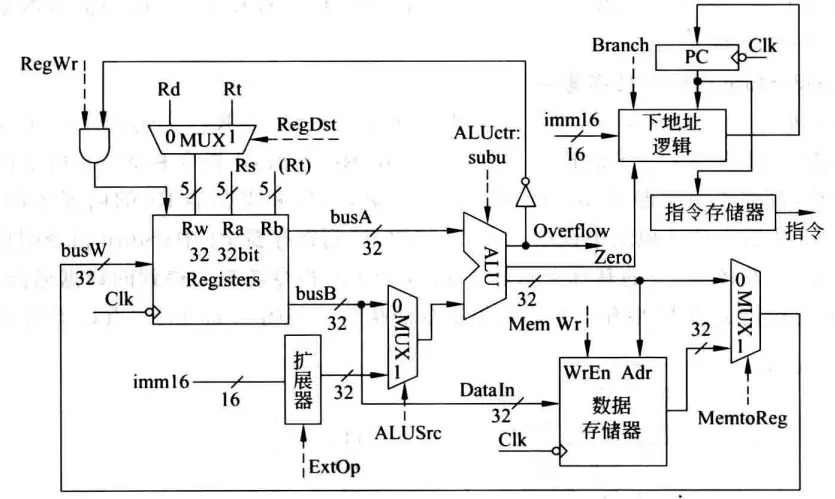 RegWr
Rd
Rt
0 MUX 1
RegDst
5
Rs
5
(Rt)
5
Rw Ra Rb
32 32bit
Registers
busW
32
Clk
busA
32
busB
32
imm16
16
扩展器
ExtOp
32
0
MUX
1
ALUSrc
ALUctr:
subu
ALU
Overflow
Zero
32
Mem Wr
WrEn Adr
数据
存储器
DataIn
32
Clk
32
0
MUX
1
MemtoReg
Branch
PC
Clk
imm16
16
下地址
逻辑
指令存储器
指令